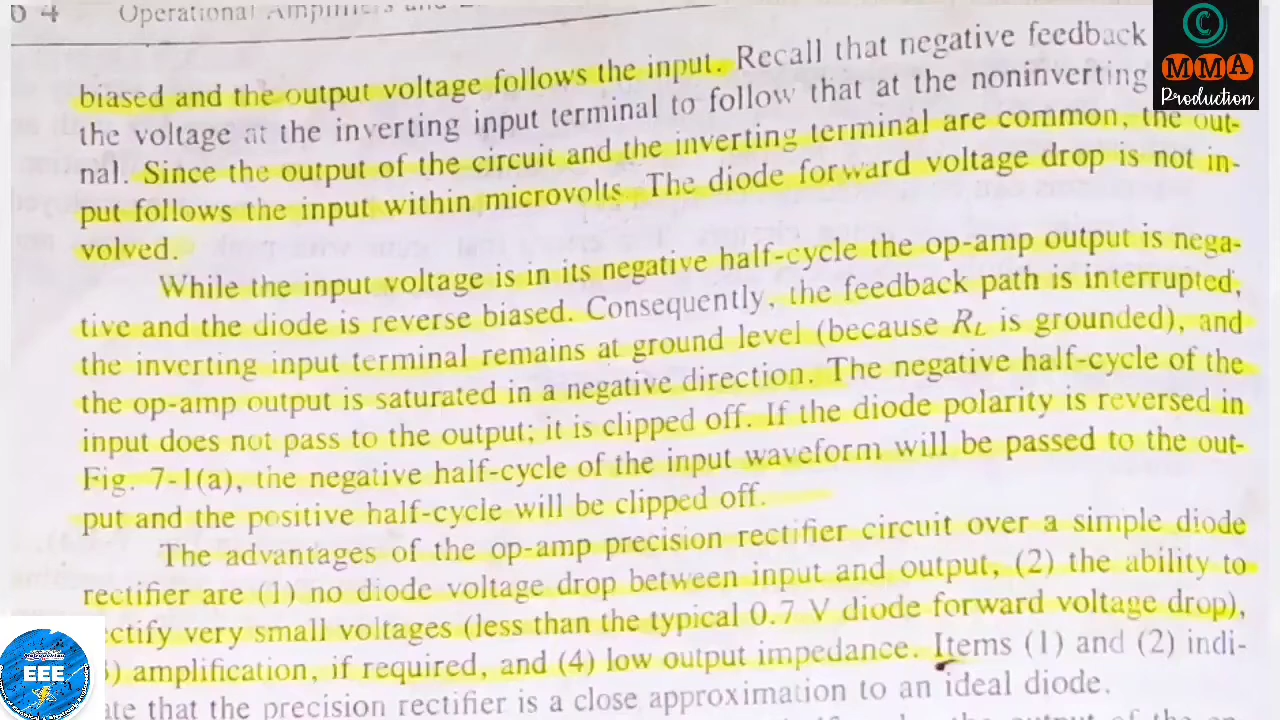 Operational Amplifiers and
biased and the output voltage follows the input. Recall that negative feedback
the voltage at the inverting input terminal to follow that at the noninverting
nal. Since the output of the circuit and the inverting terminal are common, the out-
put follows the input within microvolts. The diode forward voltage drop is not in-
volved.
While the input voltage is in its negative half-cycle the op-amp output is nega-
tive and the diode is reverse biased. Consequently, the feedback path is interrupted,
the inverting input terminal remains at ground level (because RL is grounded), and
the op-amp output is saturated in a negative direction. The negative half-cycle of the
input does not pass to the output; it is clipped off. If the diode polarity is reversed in
Fig. 7-1(a), the negative half-cycle of the input waveform will be passed to the out-
put and the positive half-cycle will be clipped off.
The advantages of the op-amp precision rectifier circuit over a simple diode
rectifier are (1) no diode voltage drop between input and output, (2) the ability to
ectify very small voltages (less than the typical 0.7 V diode forward voltage drop),
) amplification, if required, and (4) low output impedance. Items (1) and (2) indi-
ate that the precision rectifier is a close approximation to an ideal diode.
©
MMA
Production
EEE